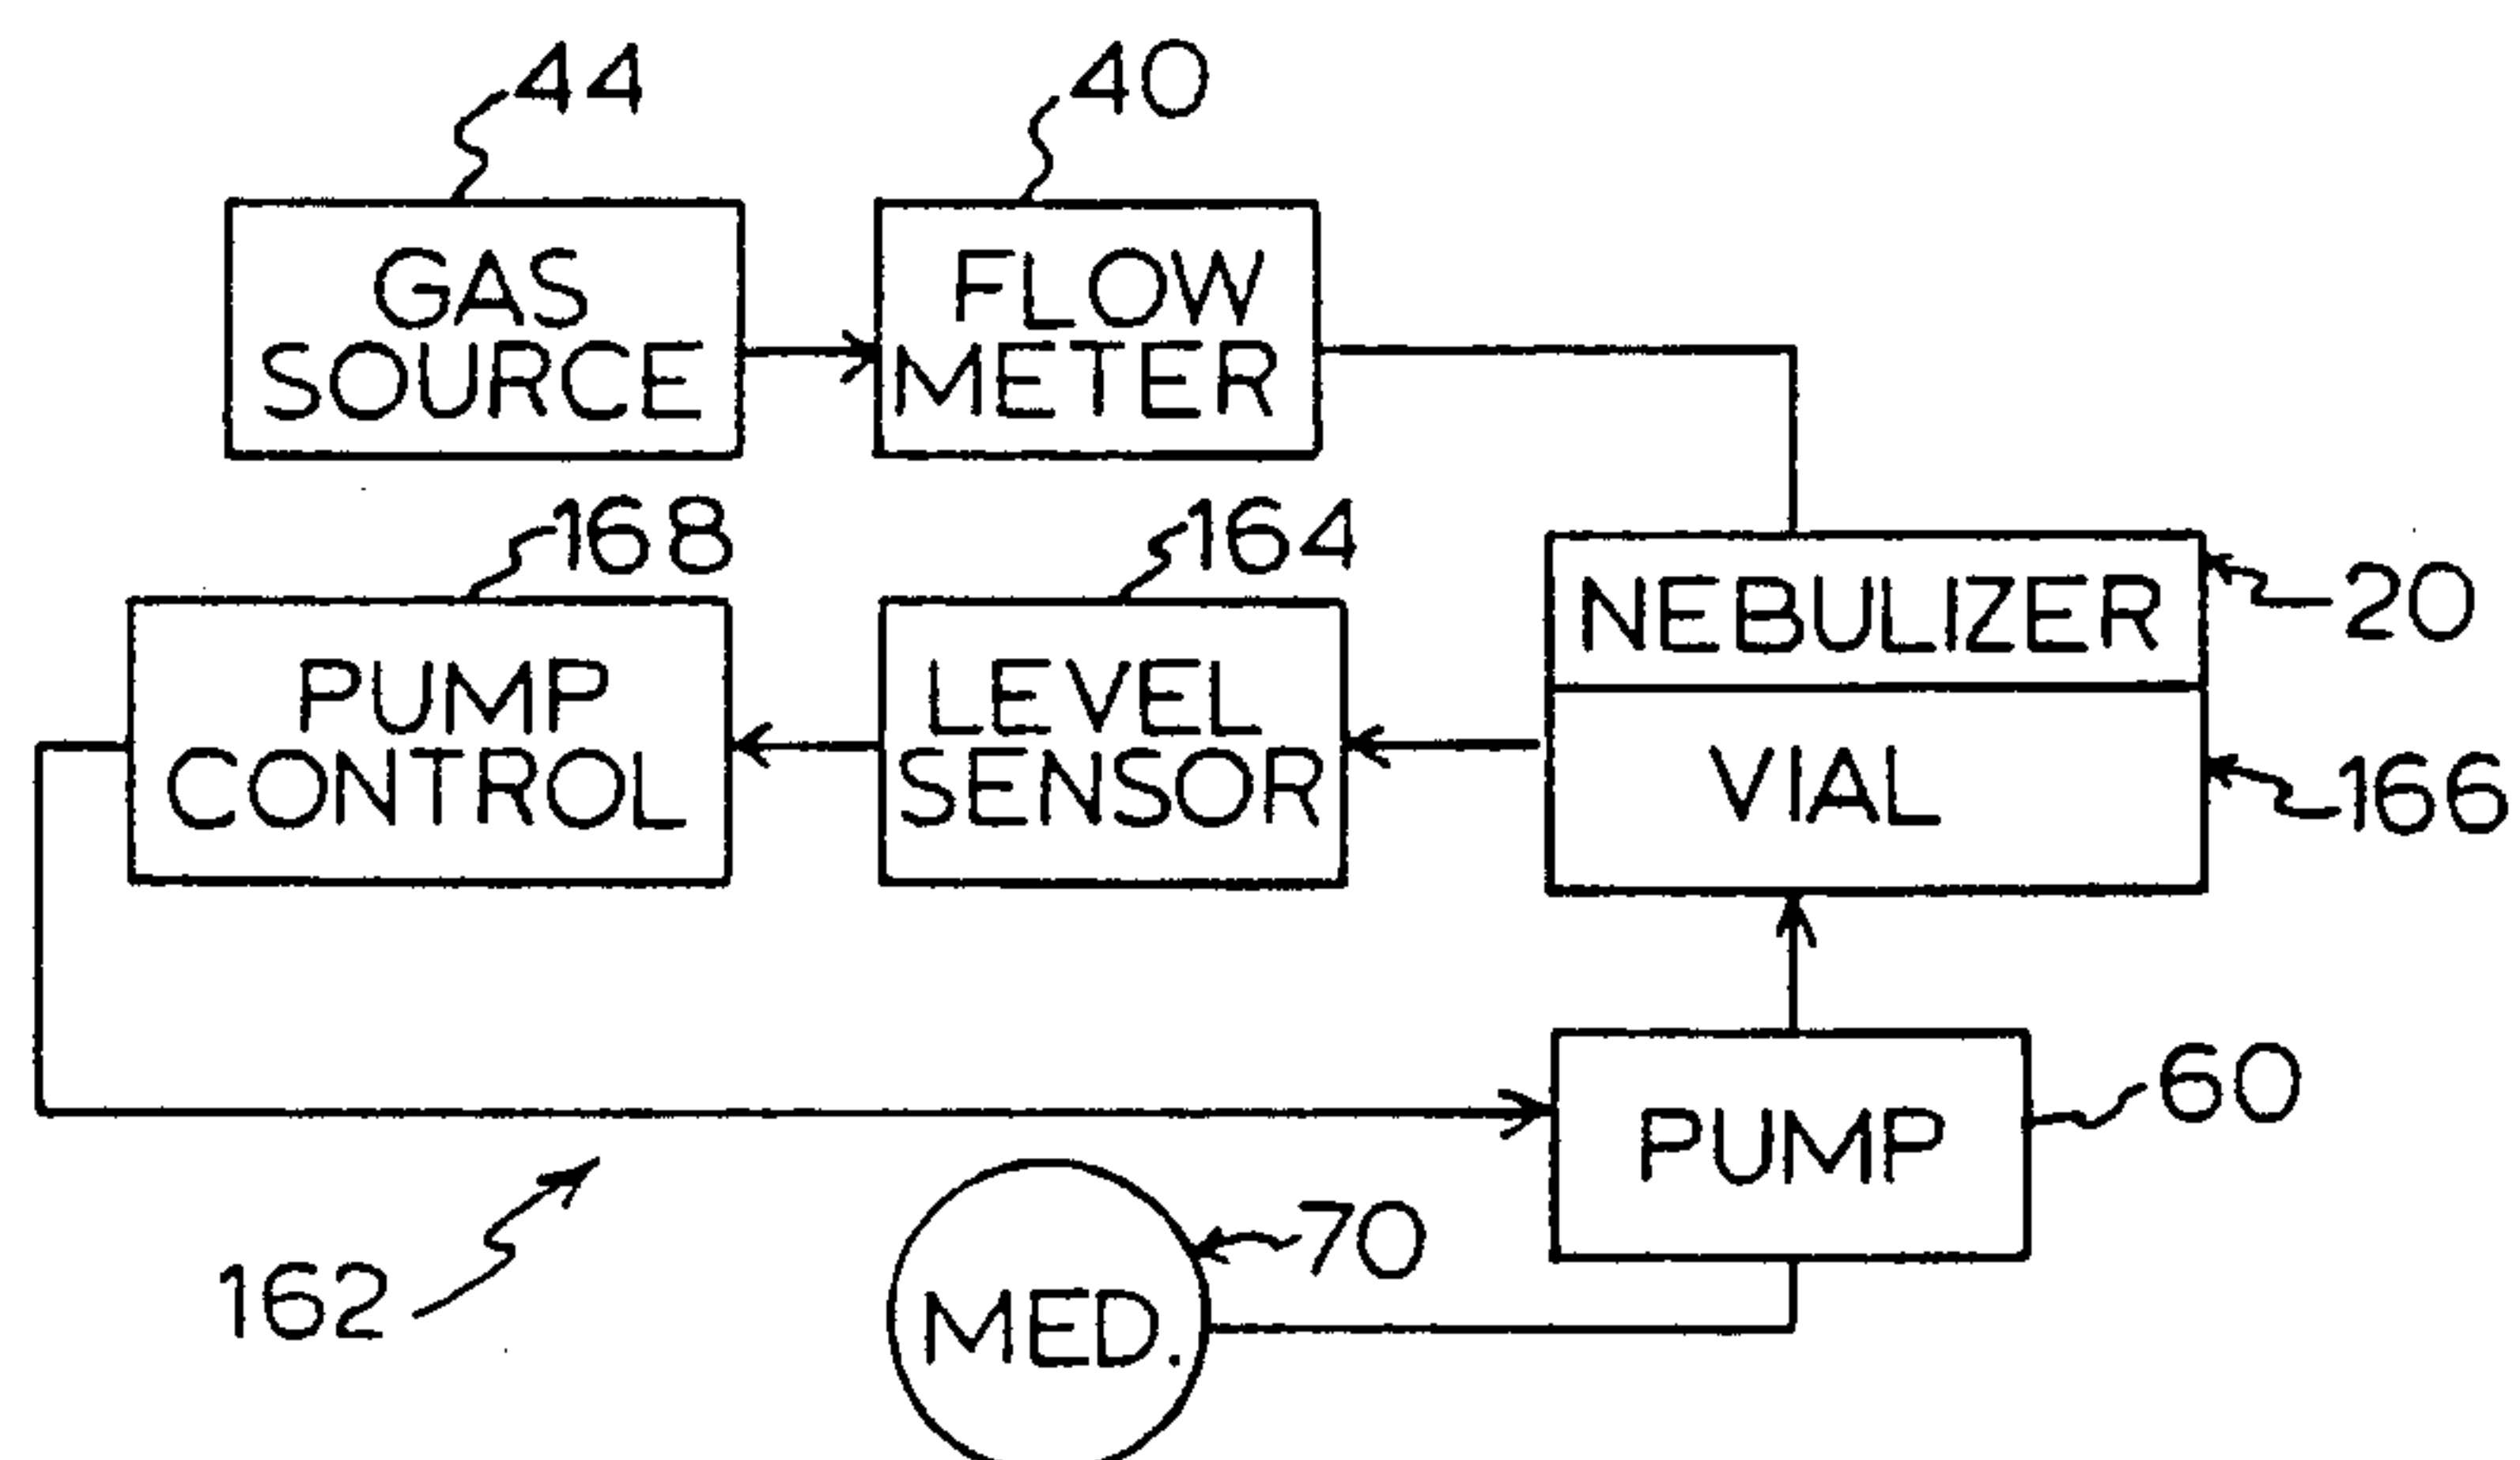 44
40
GAS
SOURCE
FLOW
METER
168
164
NEBULIZER
20
PUMP
CONTROL
LEVEL
SENSOR
VIAL
166
PUMP
60
70
MED.
162